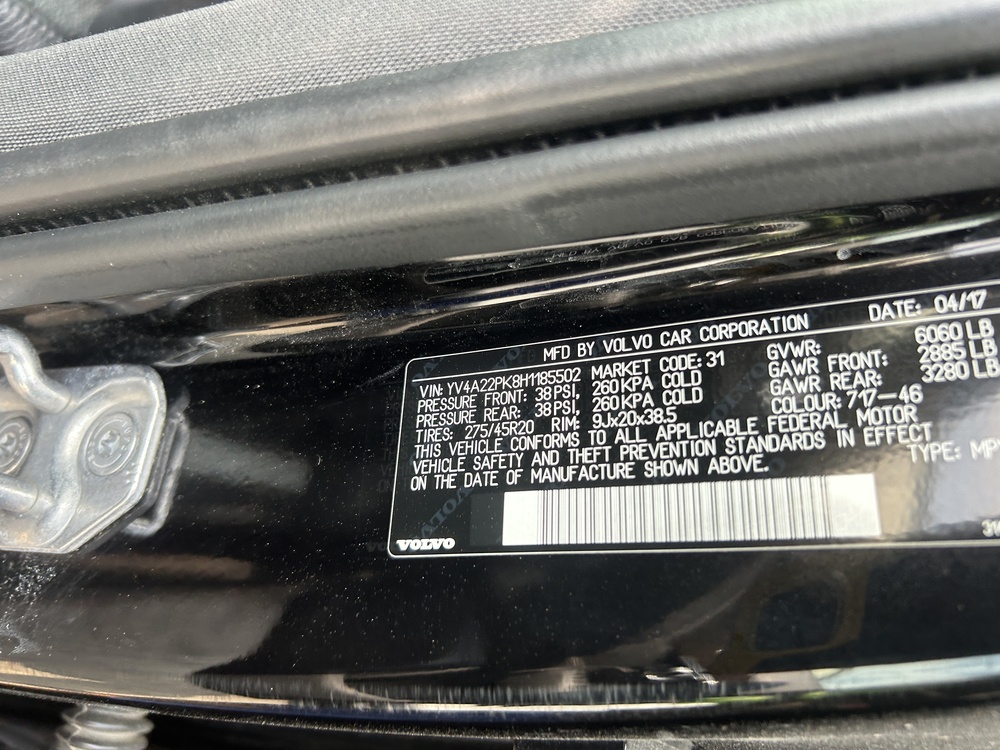 MFD BY VOLVO CAR CORPORATION DATE: 04/17
VIN: YV4A22PK8H1185502 MARKET CODE: 31 GVWR: 6060 LB
PRESSURE FRONT: 38 PSI, 260 KPA COLD GAWR FRONT: 2885 LB
PRESSURE REAR: 38 PSI, 260 KPA COLD GAWR REAR: 3280 LB
TIRES: 275/45R20 RIM: 9Jx20x38.5 COLOUR: 717-46
THIS VEHICLE CONFORMS TO ALL APPLICABLE FEDERAL MOTOR
VEHICLE SAFETY AND THEFT PREVENTION STANDARDS IN EFFECT
ON THE DATE OF MANUFACTURE SHOWN ABOVE. TYPE: MP
VOLVO